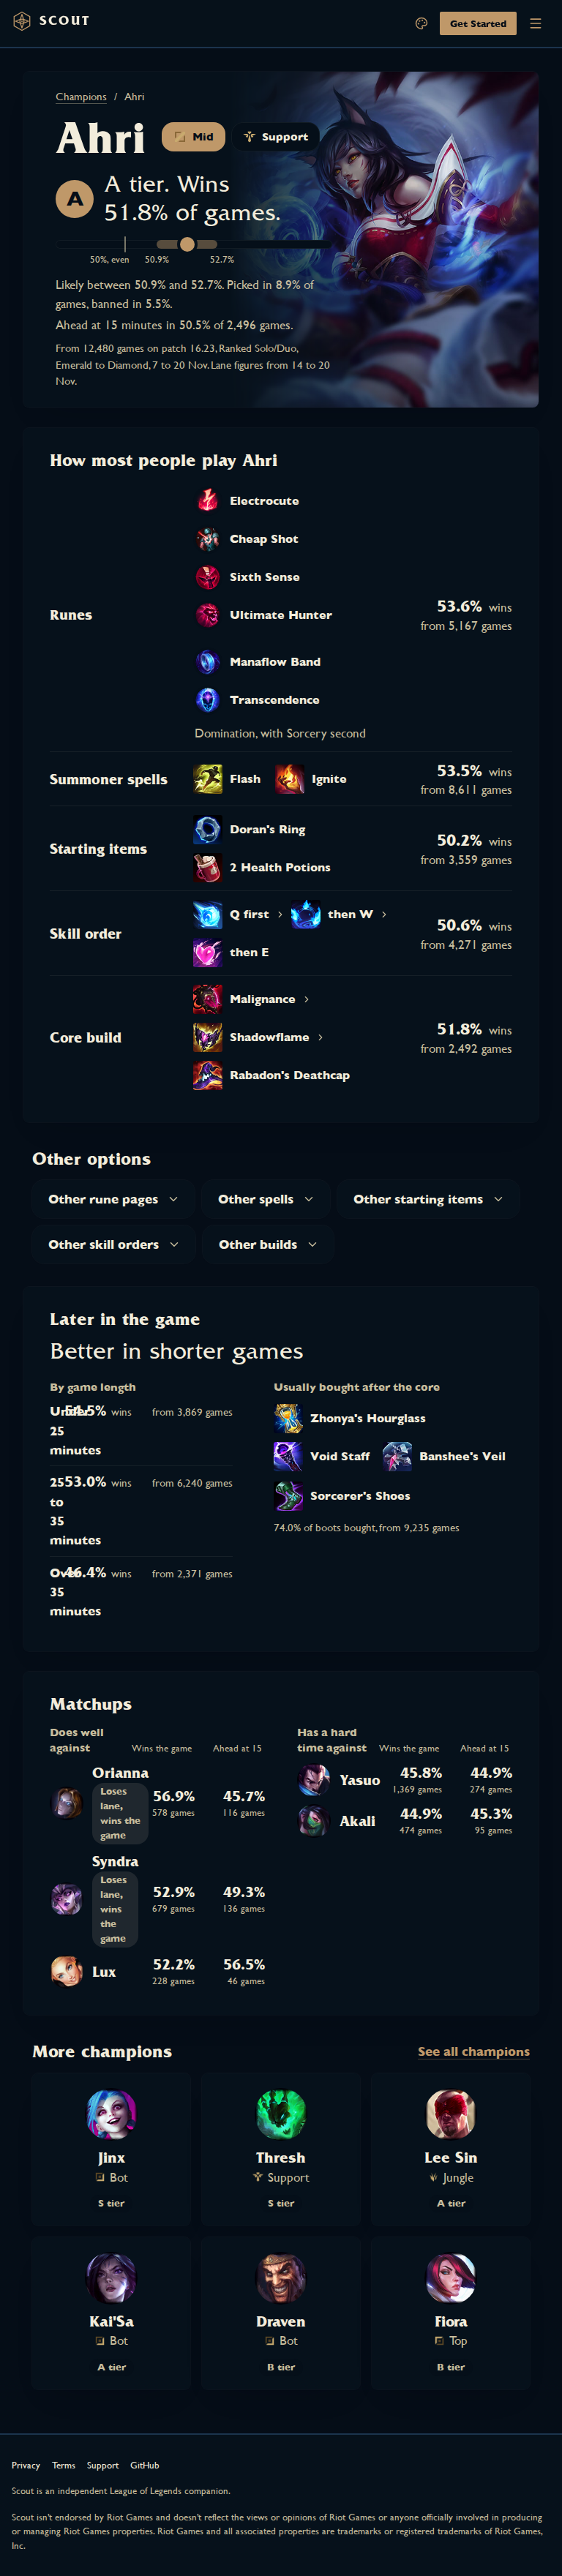 SCOUT
Get Started
Champions / Ahri
Ahri
Mid
Support
A
A tier. Wins
51.8% of games.
50%, even
50.9%
52.7%
Likely between 50.9% and 52.7%. Picked in 8.9% of
games, banned in 5.5%.
Ahead at 15 minutes in 50.5% of 2,496 games.
From 12,480 games on patch 16.23, Ranked Solo/Duo,
Emerald to Diamond, 7 to 20 Nov. Lane figures from 14 to 20
Nov.
How most people play Ahri
Runes
Electrocute
Cheap Shot
Sixth Sense
Ultimate Hunter
Manaflow Band
Transcendence
Domination, with Sorcery second
53.6% wins
from 5,167 games
Summoner spells
Flash
Ignite
53.5% wins
from 8,611 games
Starting items
Doran's Ring
2 Health Potions
50.2% wins
from 3,559 games
Skill order
Q first
then W
then E
50.6% wins
from 4,271 games
Core build
Malignance
Shadowflame
Rabadon's Deathcap
51.8% wins
from 2,492 games
Other options
Other rune pages
Other spells
Other starting items
Other skill orders
Other builds
Later in the game
Better in shorter games
By game length
Under
25
minutes
54.5% wins
from 3,869 games
25
to
35
minutes
53.0% wins
from 6,240 games
Over
35
minutes
46.4% wins
from 2,371 games
Usually bought after the core
Zhonya's Hourglass
Void Staff
Banshee's Veil
Sorcerer's Shoes
74.0% of boots bought, from 9,235 games
Matchups
Does well
against
Wins the game
Ahead at 15
Orianna
Loses
lane,
wins the
game
56.9%
578 games
45.7%
116 games
Syndra
Loses
lane,
wins
the
game
52.9%
679 games
49.3%
136 games
Lux
52.2%
228 games
56.5%
46 games
Has a hard
time against
Wins the game
Ahead at 15
Yasuo
45.8%
1,369 games
44.9%
274 games
Akali
44.9%
474 games
45.3%
95 games
More champions
See all champions
Jinx
Bot
S tier
Thresh
Support
S tier
Lee Sin
Jungle
A tier
Kai'Sa
Bot
A tier
Draven
Bot
B tier
Fiora
Top
B tier
Privacy
Terms
Support
GitHub
Scout is an independent League of Legends companion.
Scout isn't endorsed by Riot Games and doesn't reflect the views or opinions of Riot Games or anyone officially involved in producing
or managing Riot Games properties. Riot Games and all associated properties are trademarks or registered trademarks of Riot Games,
Inc.